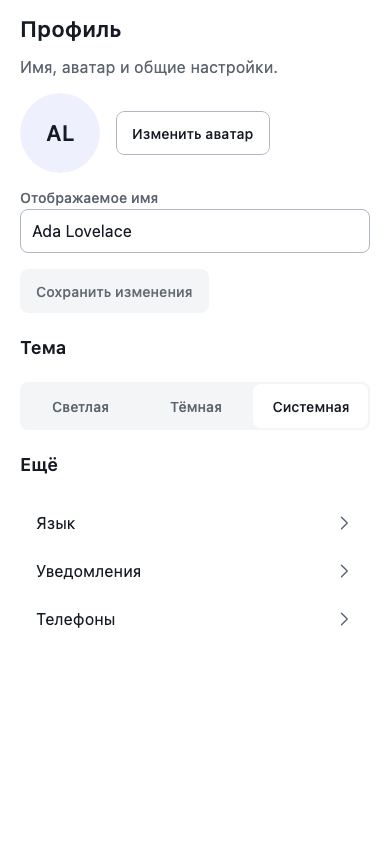 Профиль
Имя, аватар и общие настройки.
AL
Изменить аватар
Отображаемое имя
Ada Lovelace
Сохранить изменения
Тема
Светлая
Тёмная
Системная
Ещё
Язык
Уведомления
Телефоны